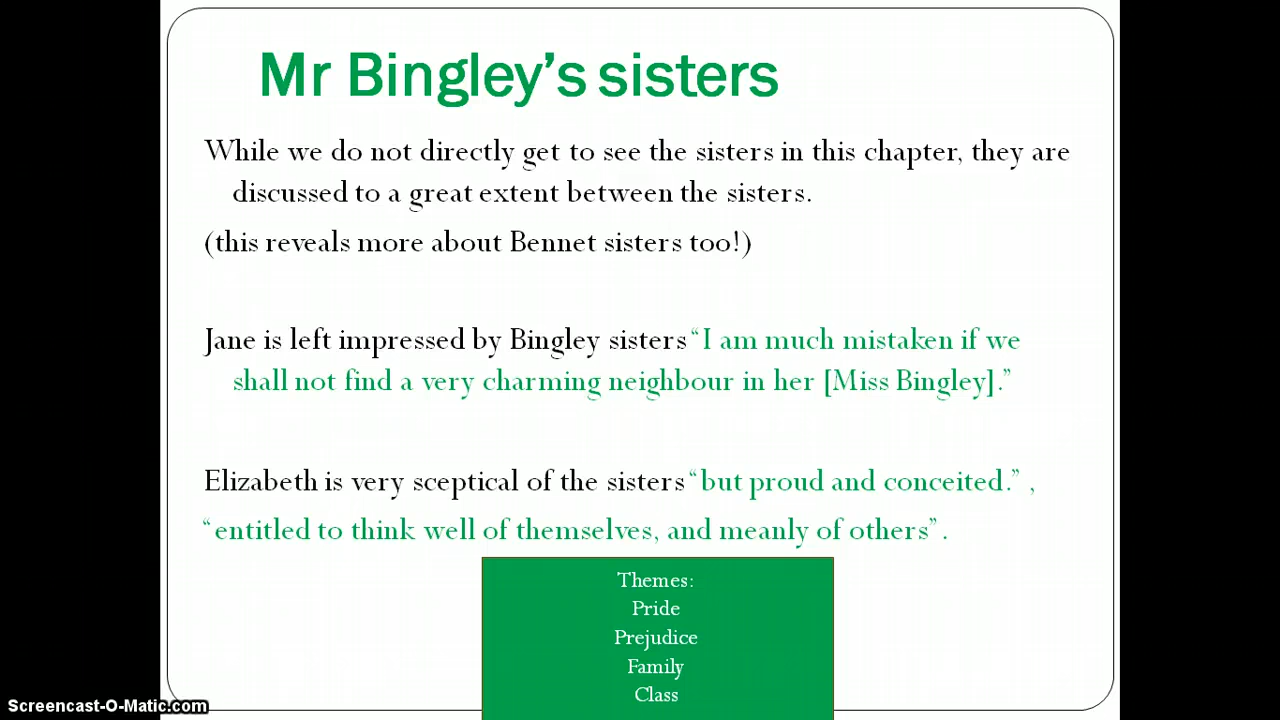 Mr Bingley’s sisters
While we do not directly get to see the sisters in this chapter, they are
discussed to a great extent between the sisters.
(this reveals more about Bennet sisters too!)
Jane is left impressed by Bingley sisters “I am much mistaken if we
shall not find a very charming neighbour in her [Miss Bingley].”
Elizabeth is very sceptical of the sisters “but proud and conceited.” ,
“entitled to think well of themselves, and meanly of others” .
Themes:
Pride
Prejudice
Family
Class
Screencast-O-Matic.com